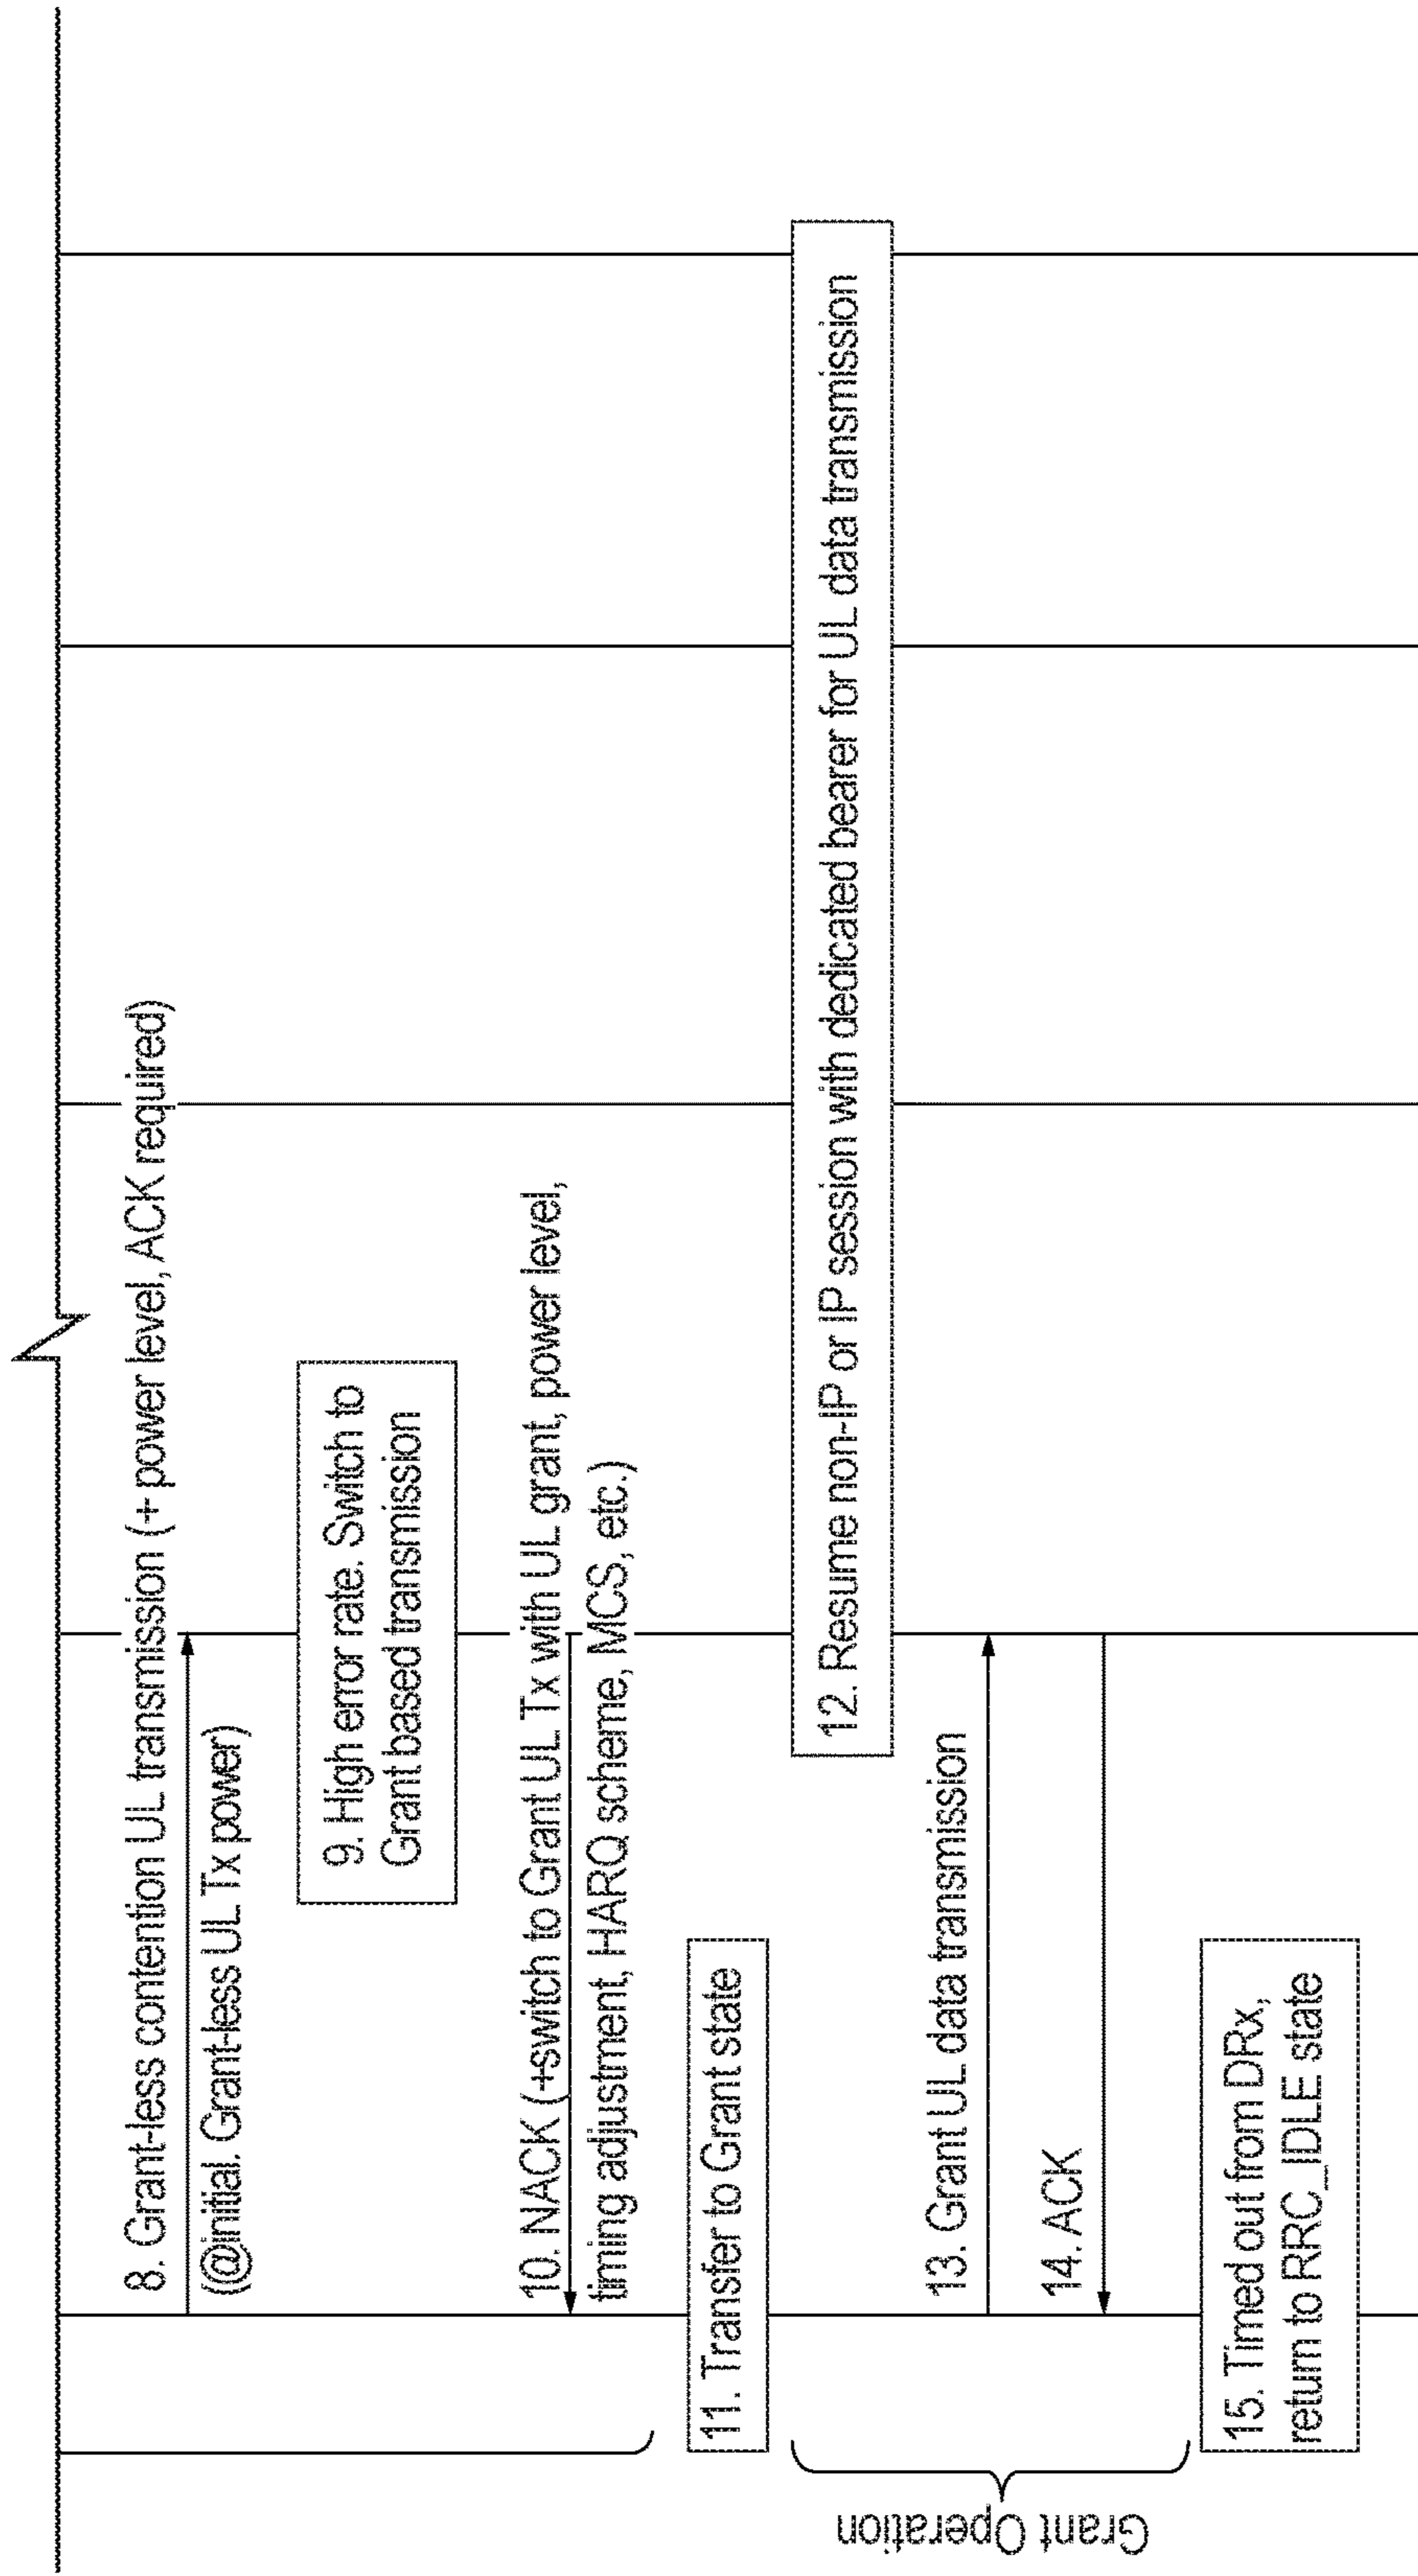 8. Grant-less contention UL transmission (+ power level, ACK required)
(@initial. Grant-less UL Tx power)
9. High error rate. Switch to
Grant based transmission
10. NACK (+switch to Grant UL Tx with UL grant, power level,
timing adjustment, HARQ scheme, MCS, etc.)
11. Transfer to Grant state
12. Resume non-IP or IP session with dedicated bearer for UL data transmission
13. Grant UL data transmission
14. ACK
Grant Operation
15. Timed out from DRx,
return to RRC_IDLE state